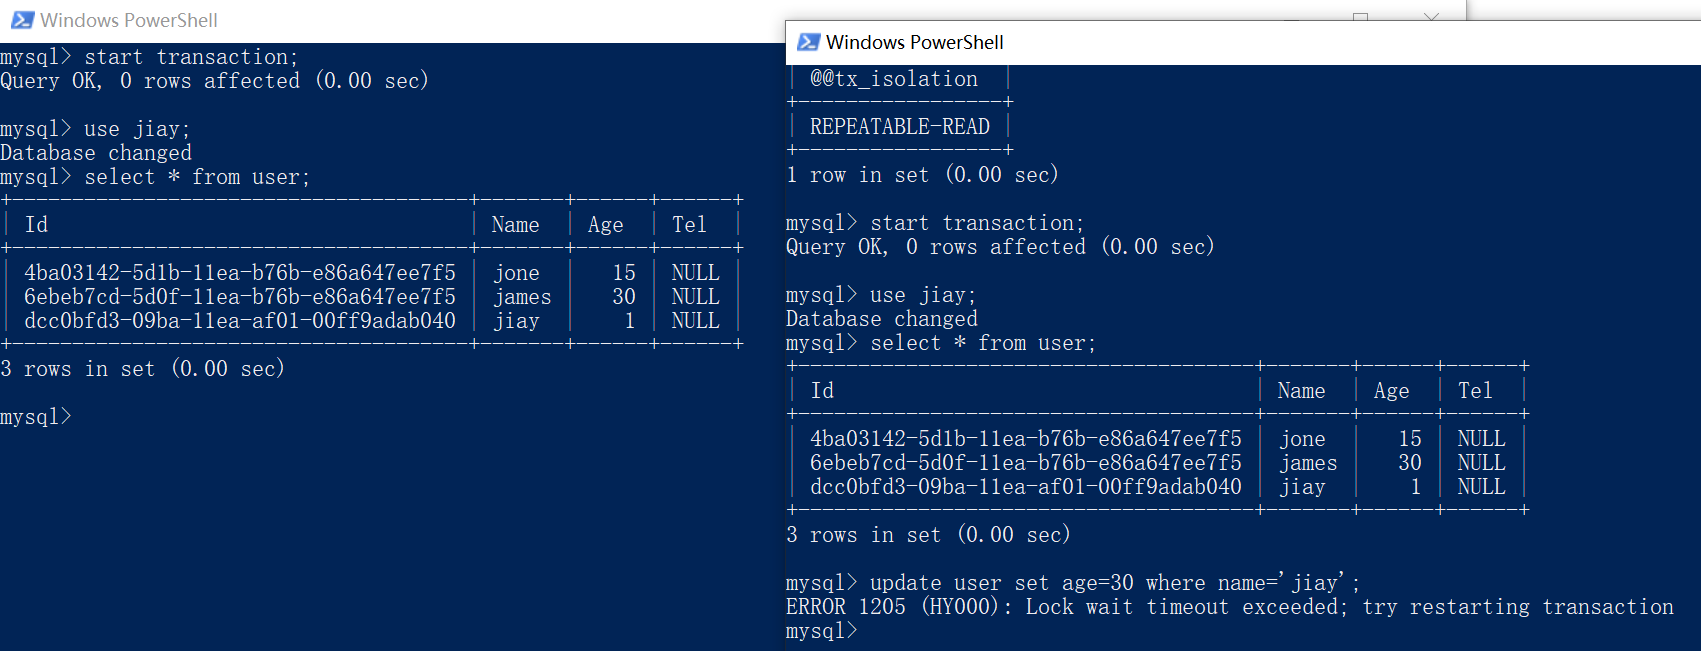 Windows PowerShell
mysql> start transaction;
Query OK, 0 rows affected (0.00 sec)
mysql> use jiay;
Database changed
mysql> select * from user;
+--------------------------------------+-------+------+------+
| Id | Name | Age | Tel |
+--------------------------------------+-------+------+------+
| 4ba03142-5d1b-11ea-b76b-e86a647ee7f5 | jone | 15 | NULL |
| 6ebeb7cd-5d0f-11ea-b76b-e86a647ee7f5 | james | 30 | NULL |
| dcc0bfd3-09ba-11ea-af01-00ff9adab040 | jiay | 1 | NULL |
+--------------------------------------+-------+------+------+
3 rows in set (0.00 sec)
mysql>
Windows PowerShell
| @@tx_isolation |
+-----------------+
| REPEATABLE-READ |
+-----------------+
1 row in set (0.00 sec)
mysql> start transaction;
Query OK, 0 rows affected (0.00 sec)
mysql> use jiay;
Database changed
mysql> select * from user;
+--------------------------------------+-------+------+------+
| Id | Name | Age | Tel |
+--------------------------------------+-------+------+------+
| 4ba03142-5d1b-11ea-b76b-e86a647ee7f5 | jone | 15 | NULL |
| 6ebeb7cd-5d0f-11ea-b76b-e86a647ee7f5 | james | 30 | NULL |
| dcc0bfd3-09ba-11ea-af01-00ff9adab040 | jiay | 1 | NULL |
+--------------------------------------+-------+------+------+
3 rows in set (0.00 sec)
mysql> update user set age=30 where name='jiay';
ERROR 1205 (HY000): Lock wait timeout exceeded; try restarting transaction
mysql>